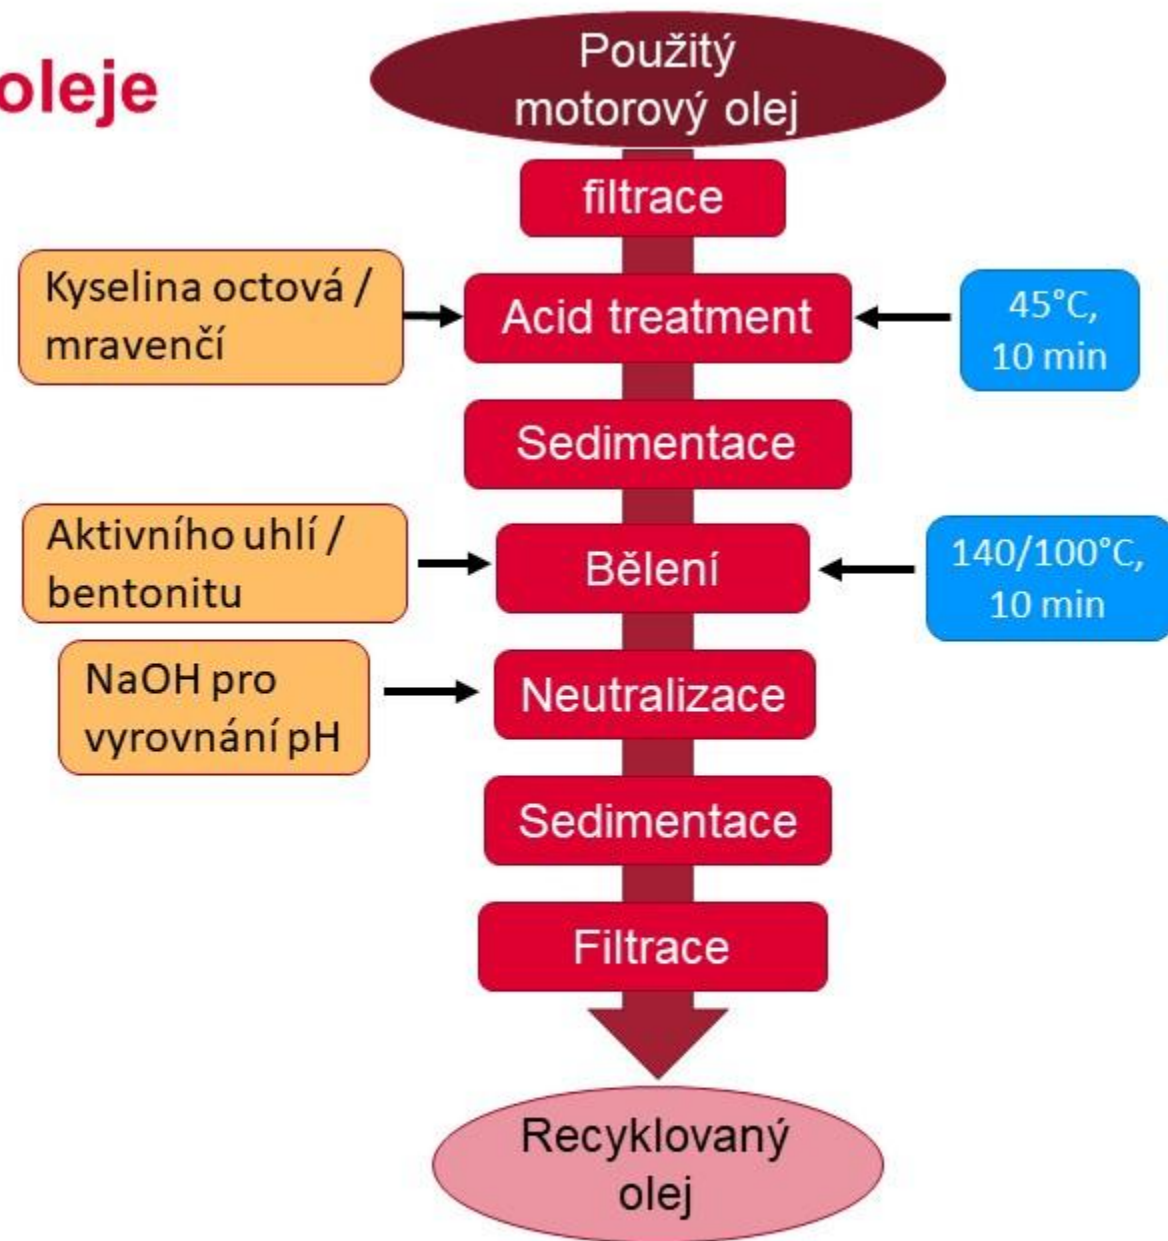 oleje
Použitý
motorový olej
filtrace
Kyselina octová /
mravenčí
Acid treatment
45°C,
10 min
Sedimentace
Aktivního uhlí /
bentonitu
Bělení
140/100°C,
10 min
NaOH pro
vyrovnání pH
Neutralizace
Sedimentace
Filtrace
Recyklovaný
olej